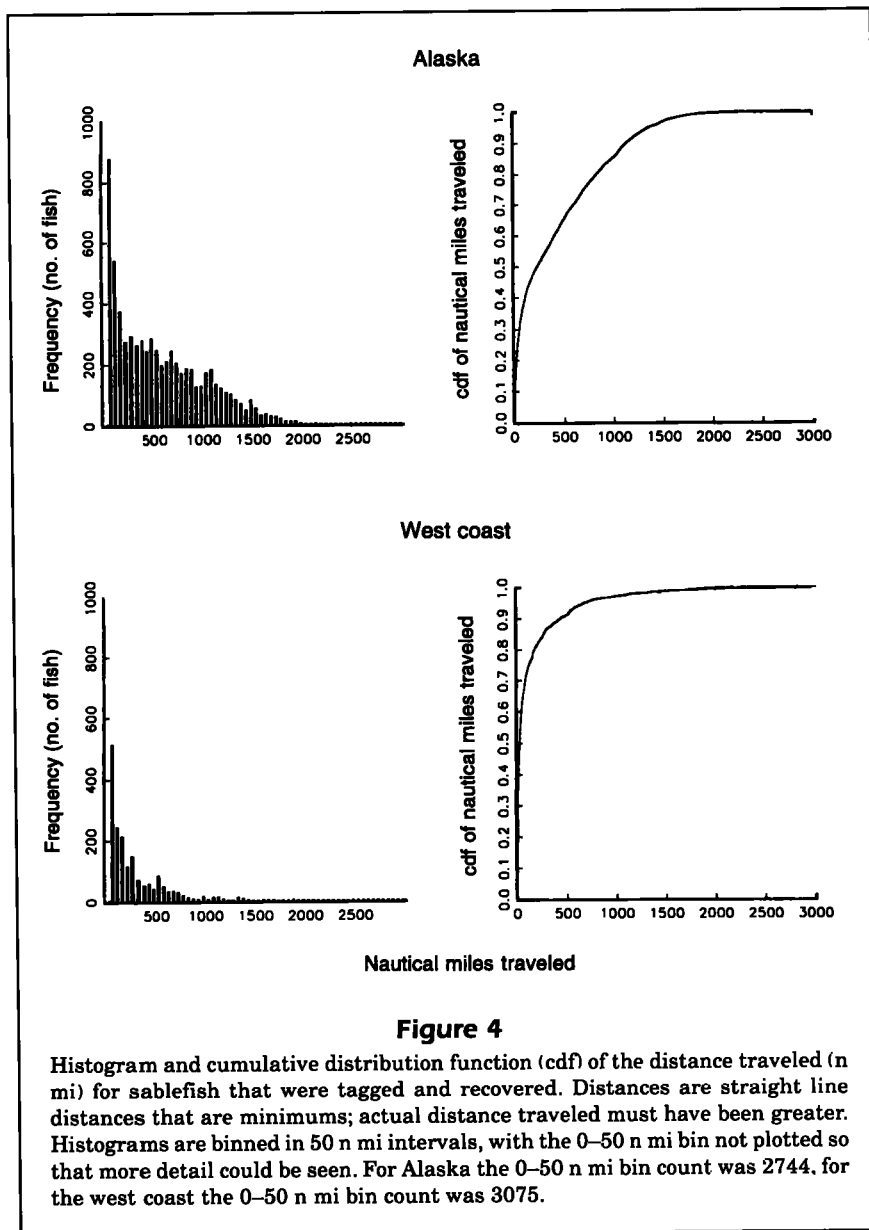 Alaska
Frequency (no. of fish)
0 200 400 600 800 1000
500 1000 1500 2500
cdf of nautical miles traveled
0.0 0.1 0.2 0.3 0.4 0.5 0.6 0.7 0.8 0.9 1.0
0 500 1000 1500 2000 2500 3000
West coast
Frequency (no. of fish)
0 200 400 600 800 1000
500 1000 1500 2500
cdf of nautical miles traveled
0.0 0.1 0.2 0.3 0.4 0.5 0.6 0.7 0.8 0.9 1.0
0 500 1000 1500 2000 2500 3000
Nautical miles traveled
Figure 4
Histogram and cumulative distribution function (cdf) of the distance traveled (n
mi) for sablefish that were tagged and recovered. Distances are straight line
distances that are minimums; actual distance traveled must have been greater.
Histograms are binned in 50 n mi intervals, with the 0–50 n mi bin not plotted so
that more detail could be seen. For Alaska the 0–50 n mi bin count was 2744, for
the west coast the 0–50 n mi bin count was 3075.